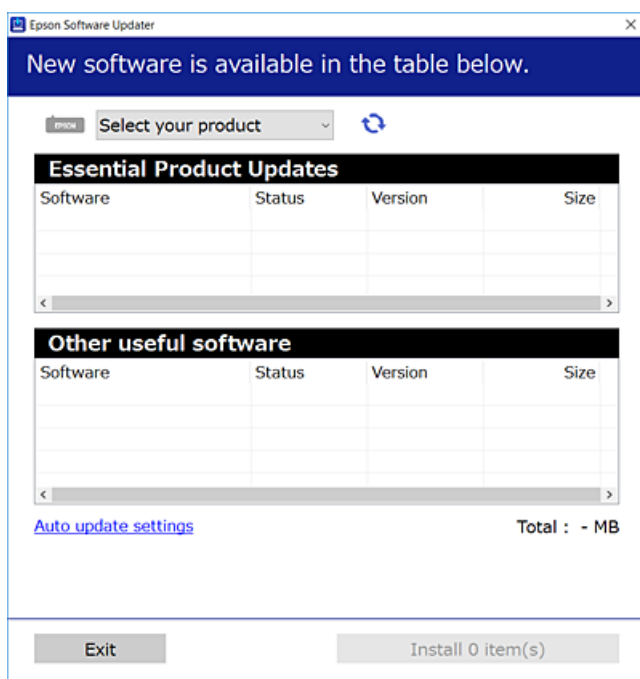 Epson Software Updater
New software is available in the table below.
EPSON Select your product
Essential Product Updates
Software Status Version Size
Other useful software
Software Status Version Size
Auto update settings Total : - MB
Exit Install 0 item(s)